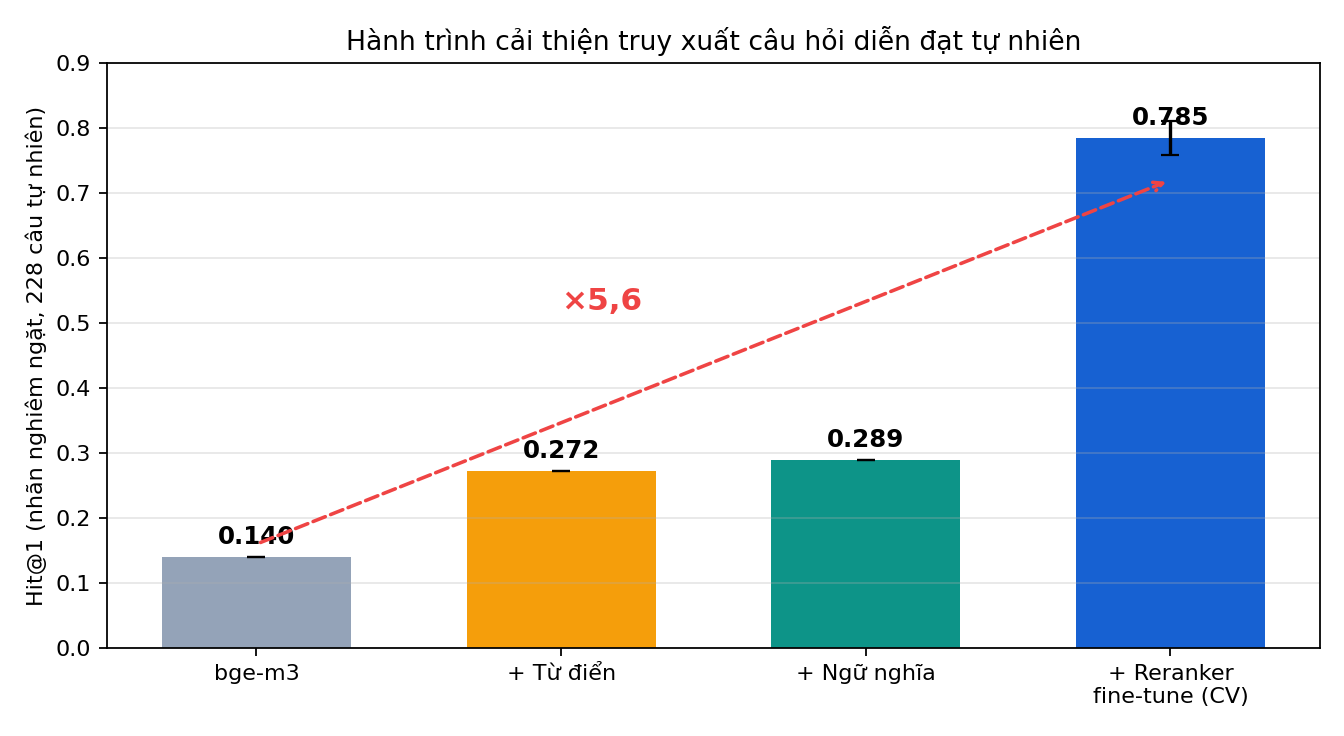 Hành trình cải thiện truy xuất câu hỏi diễn đạt tự nhiên
Hit@1 (nhãn nghiêm ngặt, 228 câu tự nhiên)
0.9
0.8
0.7
0.6
0.5
0.4
0.3
0.2
0.1
0.0
0.140
0.272
0.289
0.785
×5,6
bge-m3
+ Từ điển
+ Ngữ nghĩa
+ Reranker
fine-tune (CV)